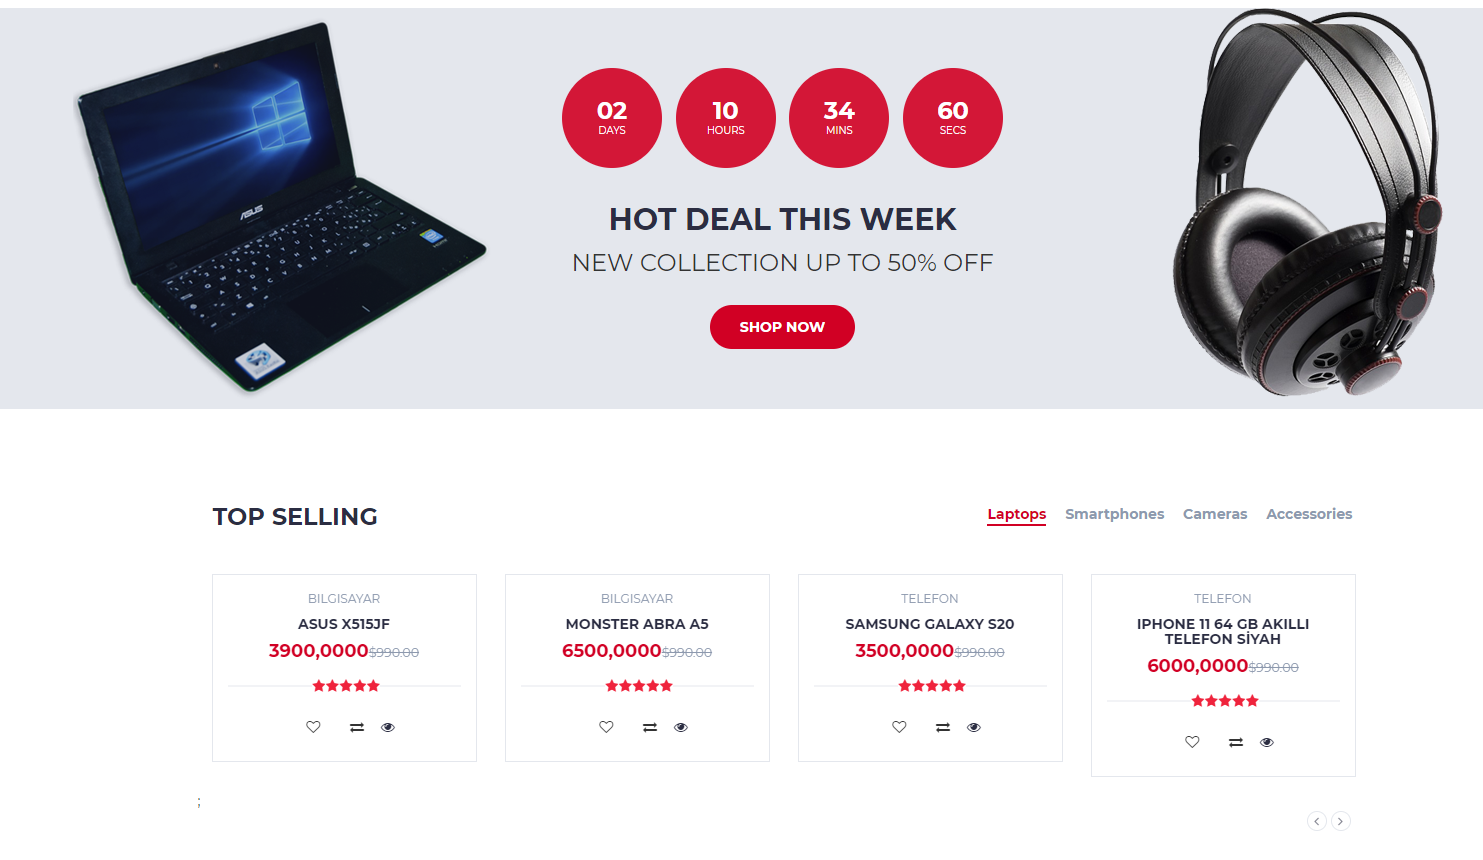 02
DAYS
10
HOURS
34
MINS
60
SECS
ASUS
HOT DEAL THIS WEEK
NEW COLLECTION UP TO 50% OFF
SHOP NOW
TOP SELLING
Laptops
Smartphones
Cameras
Accessories
BILGISAYAR
ASUS X515JF
3900,0000$990.00
BILGISAYAR
MONSTER ABRA A5
6500,0000$990.00
TELEFON
SAMSUNG GALAXY S20
3500,0000$990.00
TELEFON
IPHONE 11 64 GB AKILLI
TELEFON SİYAH
6000,0000$990.00
;